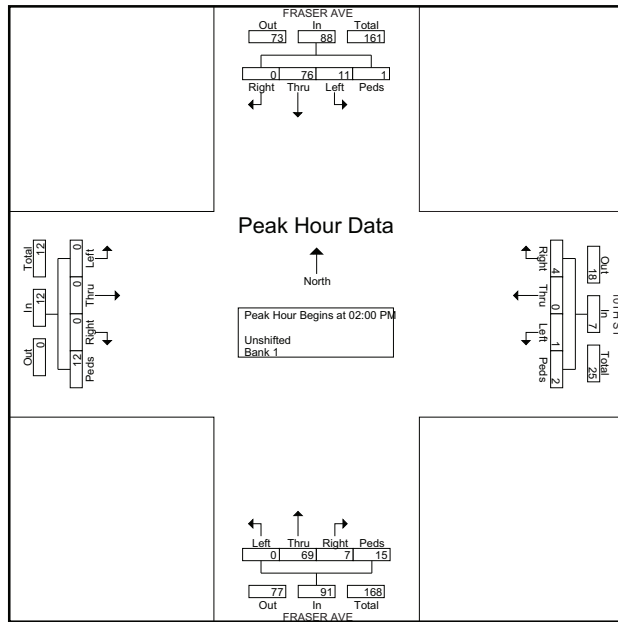 FRASER AVE
Out In Total
73 88 161
0 76 11 1
Right Thru Left Peds
Peak Hour Data
North
Peak Hour Begins at 02:00 PM
Unshifted
Bank 1
Total In Out
12 12 0
Left Thru Right Peds
0 0 0 12
Right Thru Left Peds
4 0 1 2
Out In Total
18 7 25
10TH ST
Left Thru Right Peds
0 69 7 15
77 91 168
Out In Total
FRASER AVE